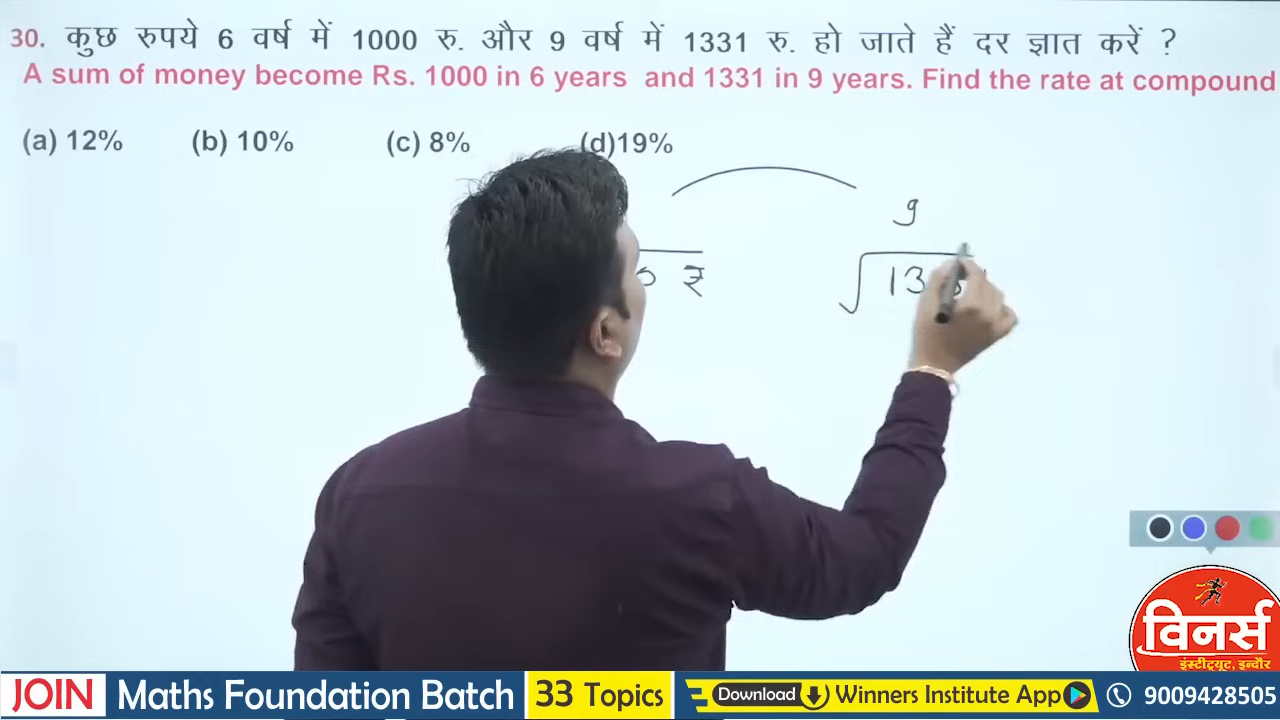 30. कुछ रुपये 6 वर्ष में 1000 रु. और 9 वर्ष में 1331 रु. हो जाते हैं दर ज्ञात करें ?
A sum of money become Rs. 1000 in 6 years and 1331 in 9 years. Find the rate at compound
(a) 12% (b) 10% (c) 8% (d)19%
9
0 ₹ 13
विनर्स
इंस्टीट्यूट, इन्दौर
JOIN Maths Foundation Batch 33 Topics Download Winners Institute App 9009428505